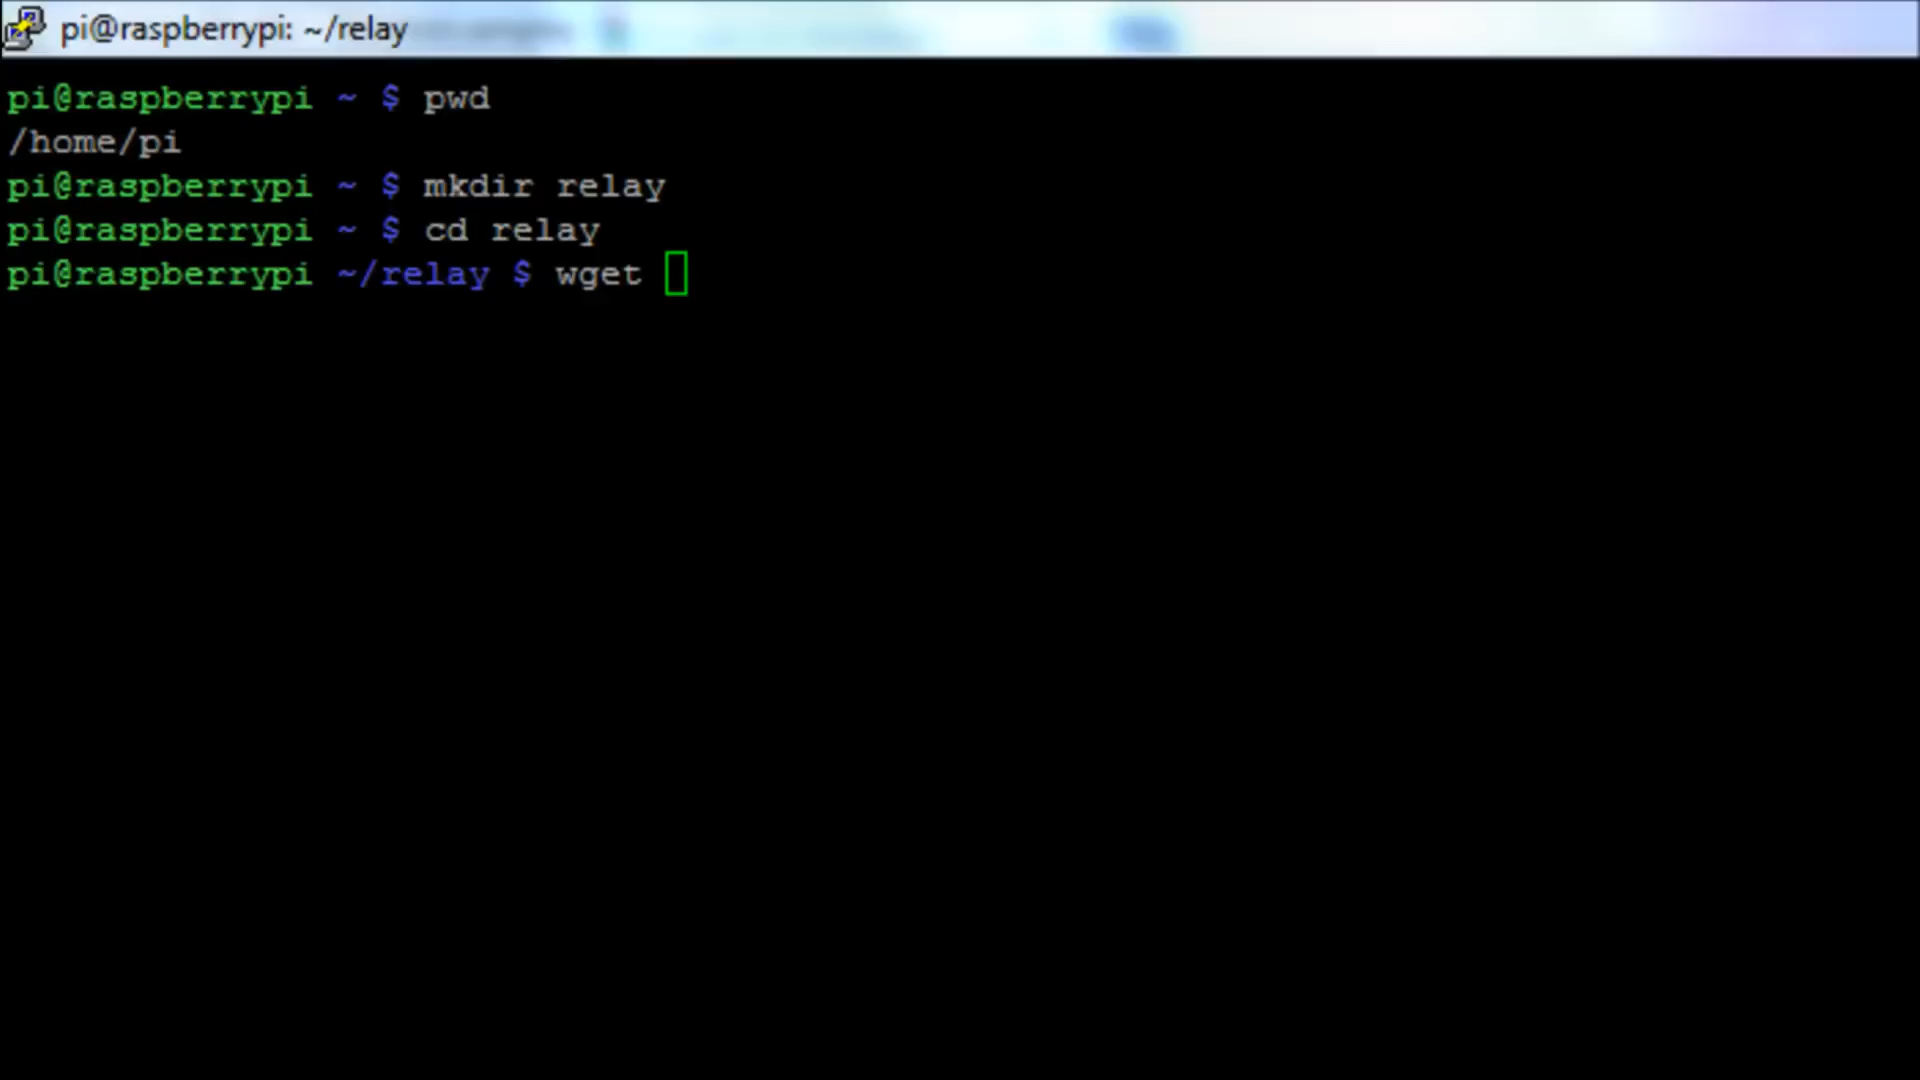 pi@raspberrypi: ~/relay
pi@raspberrypi ~ $ pwd
/home/pi
pi@raspberrypi ~ $ mkdir relay
pi@raspberrypi ~ $ cd relay
pi@raspberrypi ~/relay $ wget